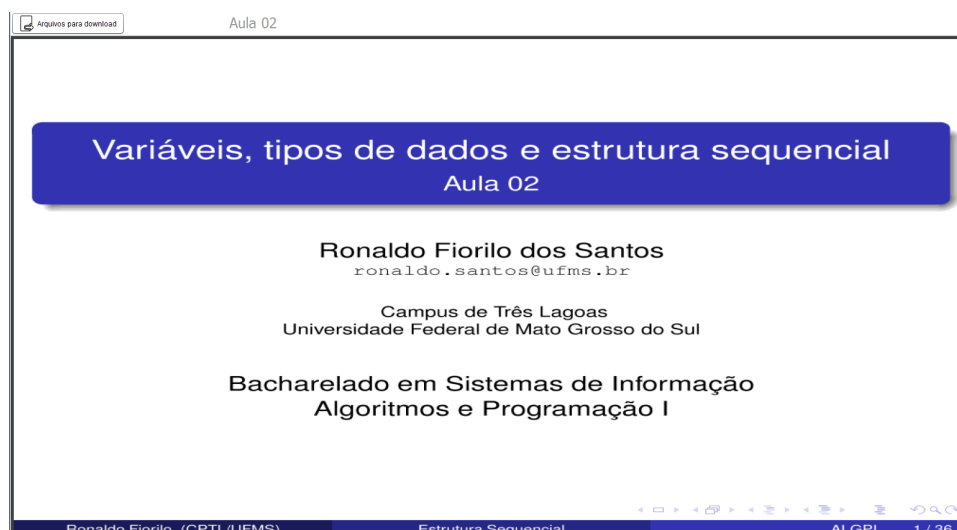 Arquivos para download
Aula 02
Variáveis, tipos de dados e estrutura sequencial
Aula 02
Ronaldo Fiorilo dos Santos
ronaldo.santos@ufms.br
Campus de Três Lagoas
Universidade Federal de Mato Grosso do Sul
Bacharelado em Sistemas de Informação
Algoritmos e Programação I
Ronaldo Fiorilo (CPTL/UFMS) Estrutura Sequencial ALGPI 1 / 36